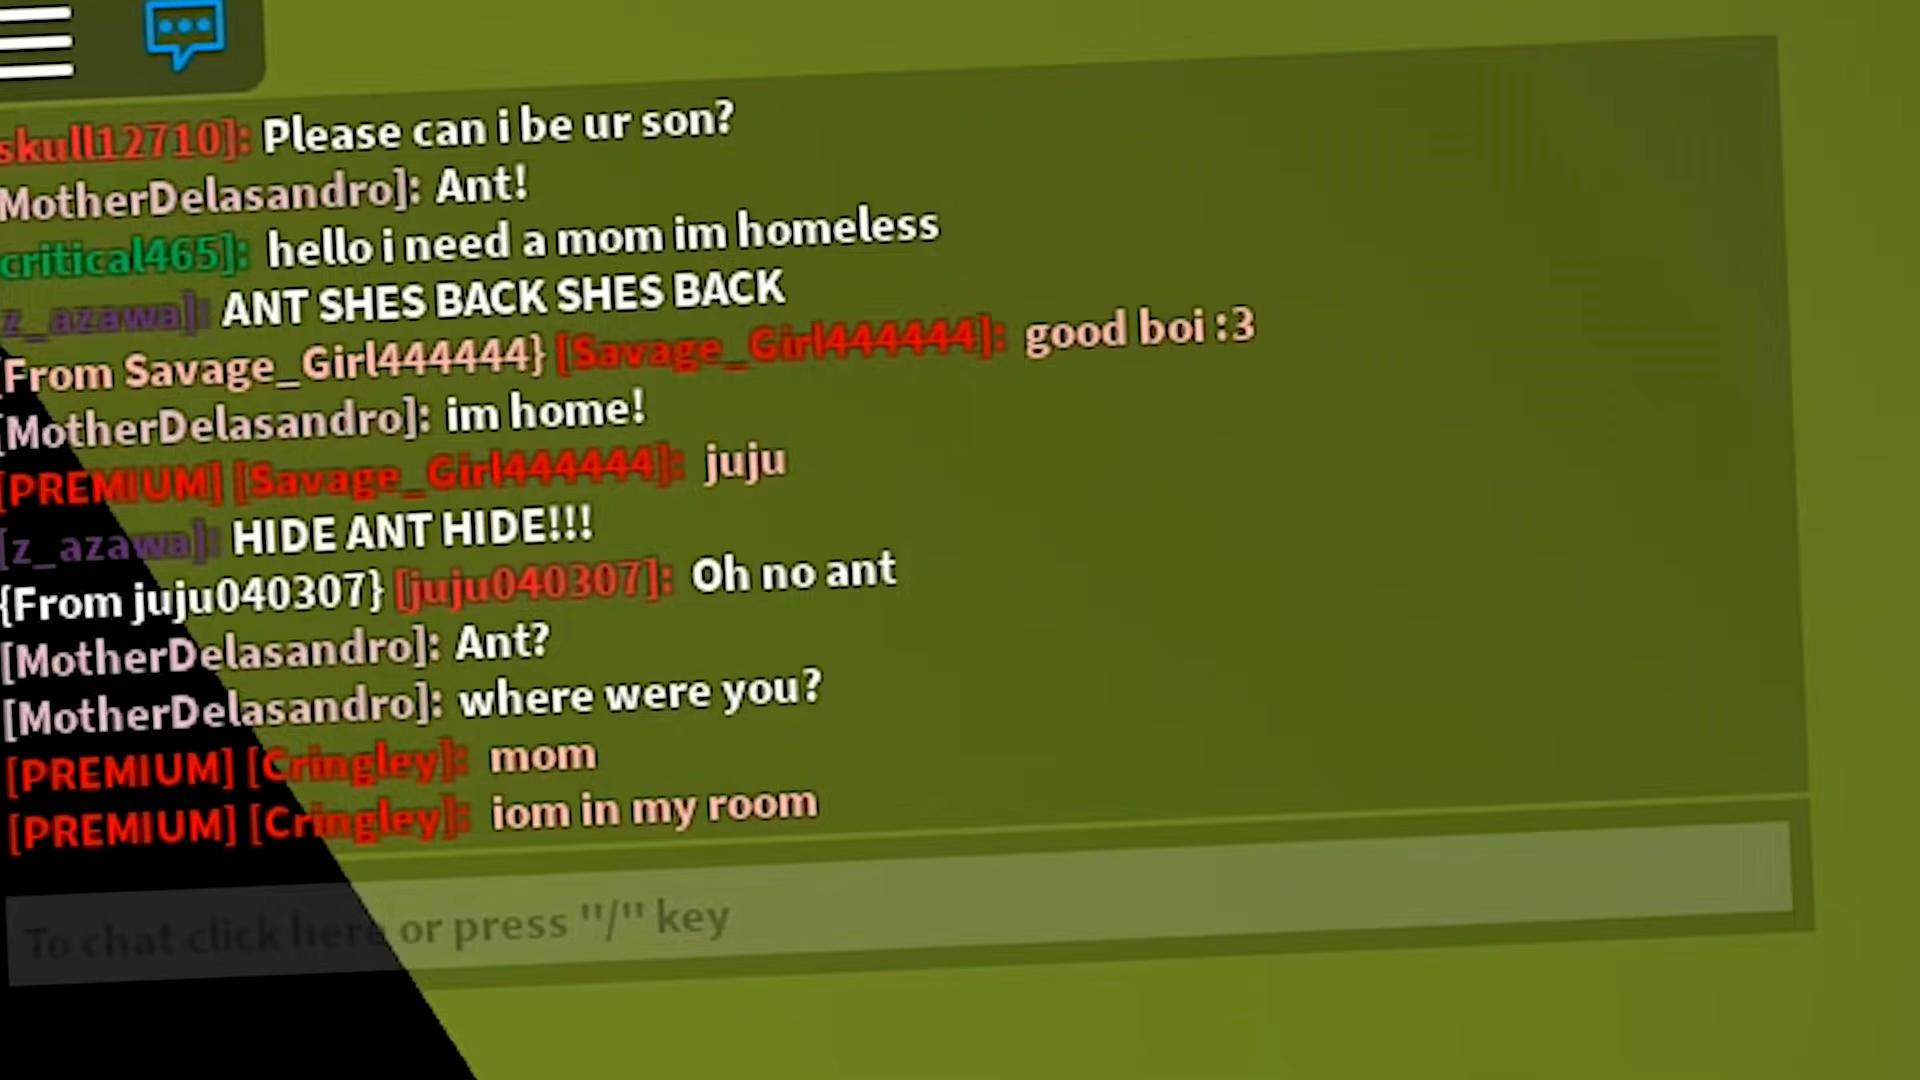 skull12710]: Please can i be ur son?
MotherDelasandro]: Ant!
critical465]: hello i need a mom im homeless
z_azawa]: ANT SHES BACK SHES BACK
{From Savage_Girl444444} [Savage_Girl444444]: good boi :3
[MotherDelasandro]: im home!
[PREMIUM] [Savage_Girl444444]: juju
[z_azawa]: HIDE ANT HIDE!!!
{From juju040307} [juju040307]: Oh no ant
[MotherDelasandro]: Ant?
[MotherDelasandro]: where were you?
[PREMIUM] [Cringley]: mom
[PREMIUM] [Cringley]: iom in my room
To chat click here or press "/" key